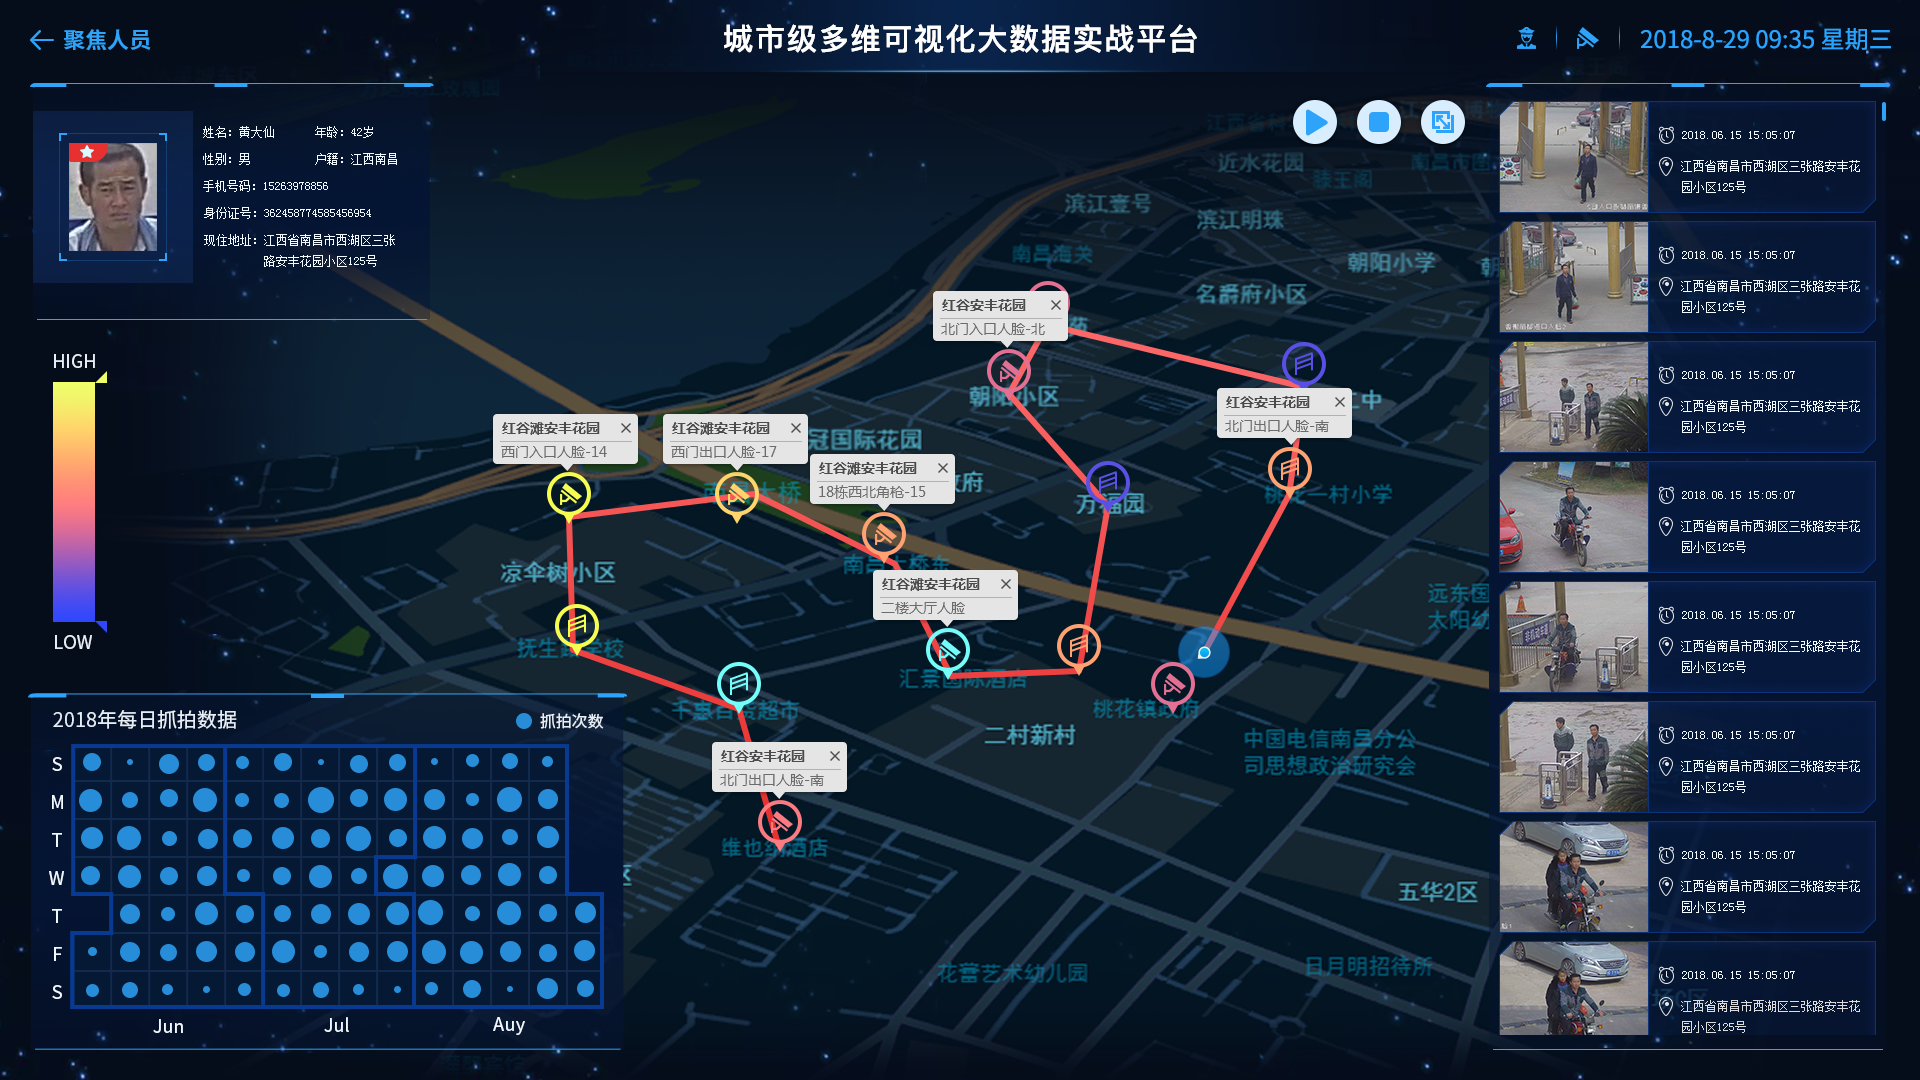 聚焦人员
城市级多维可视化大数据实战平台
2018-8-29 09:35 星期三
姓名：黄大仙 年龄：42岁
性别：男 户籍：江西南昌
手机号码：15263978856
身份证号：362458774585456954
现住地址：江西省南昌市西湖区三张
路安丰花园小区125号
HIGH
LOW
2018年每日抓拍数据
抓拍次数
S
M
T
W
T
F
S
Jun
Jul
Auy
近水花园
滨江壹号
滨江明珠
南昌海关
朝阳小学
名爵府小区
红谷安丰花园
北门入口人脸-北
朝阳小区
红谷安丰花园
北门出口人脸-南
二中
红谷滩安丰花园
西门入口人脸-14
红谷滩安丰花园
西门出口人脸-17
冠国际花园
红谷滩安丰花园
18栋西北角枪-15
政府
万福园
桃花一村小学
凉伞树小区
红谷滩安丰花园
二楼大厅人脸
远东国
太阳幼
汇景国际酒店
千惠百货超市
桃花镇政府
二村新村
中国电信南昌分公
司思想政治研究会
红谷安丰花园
北门出口人脸-南
维也纳酒店
五华2区
花蕾艺术幼儿园
日月明招待所
2018.06.15 15:05:07
江西省南昌市西湖区三张路安丰花
园小区125号
2018.06.15 15:05:07
江西省南昌市西湖区三张路安丰花
园小区125号
2018.06.15 15:05:07
江西省南昌市西湖区三张路安丰花
园小区125号
2018.06.15 15:05:07
江西省南昌市西湖区三张路安丰花
园小区125号
2018.06.15 15:05:07
江西省南昌市西湖区三张路安丰花
园小区125号
2018.06.15 15:05:07
江西省南昌市西湖区三张路安丰花
园小区125号
2018.06.15 15:05:07
江西省南昌市西湖区三张路安丰花
园小区125号
2018.06.15 15:05:07
江西省南昌市西湖区三张路安丰花
园小区125号